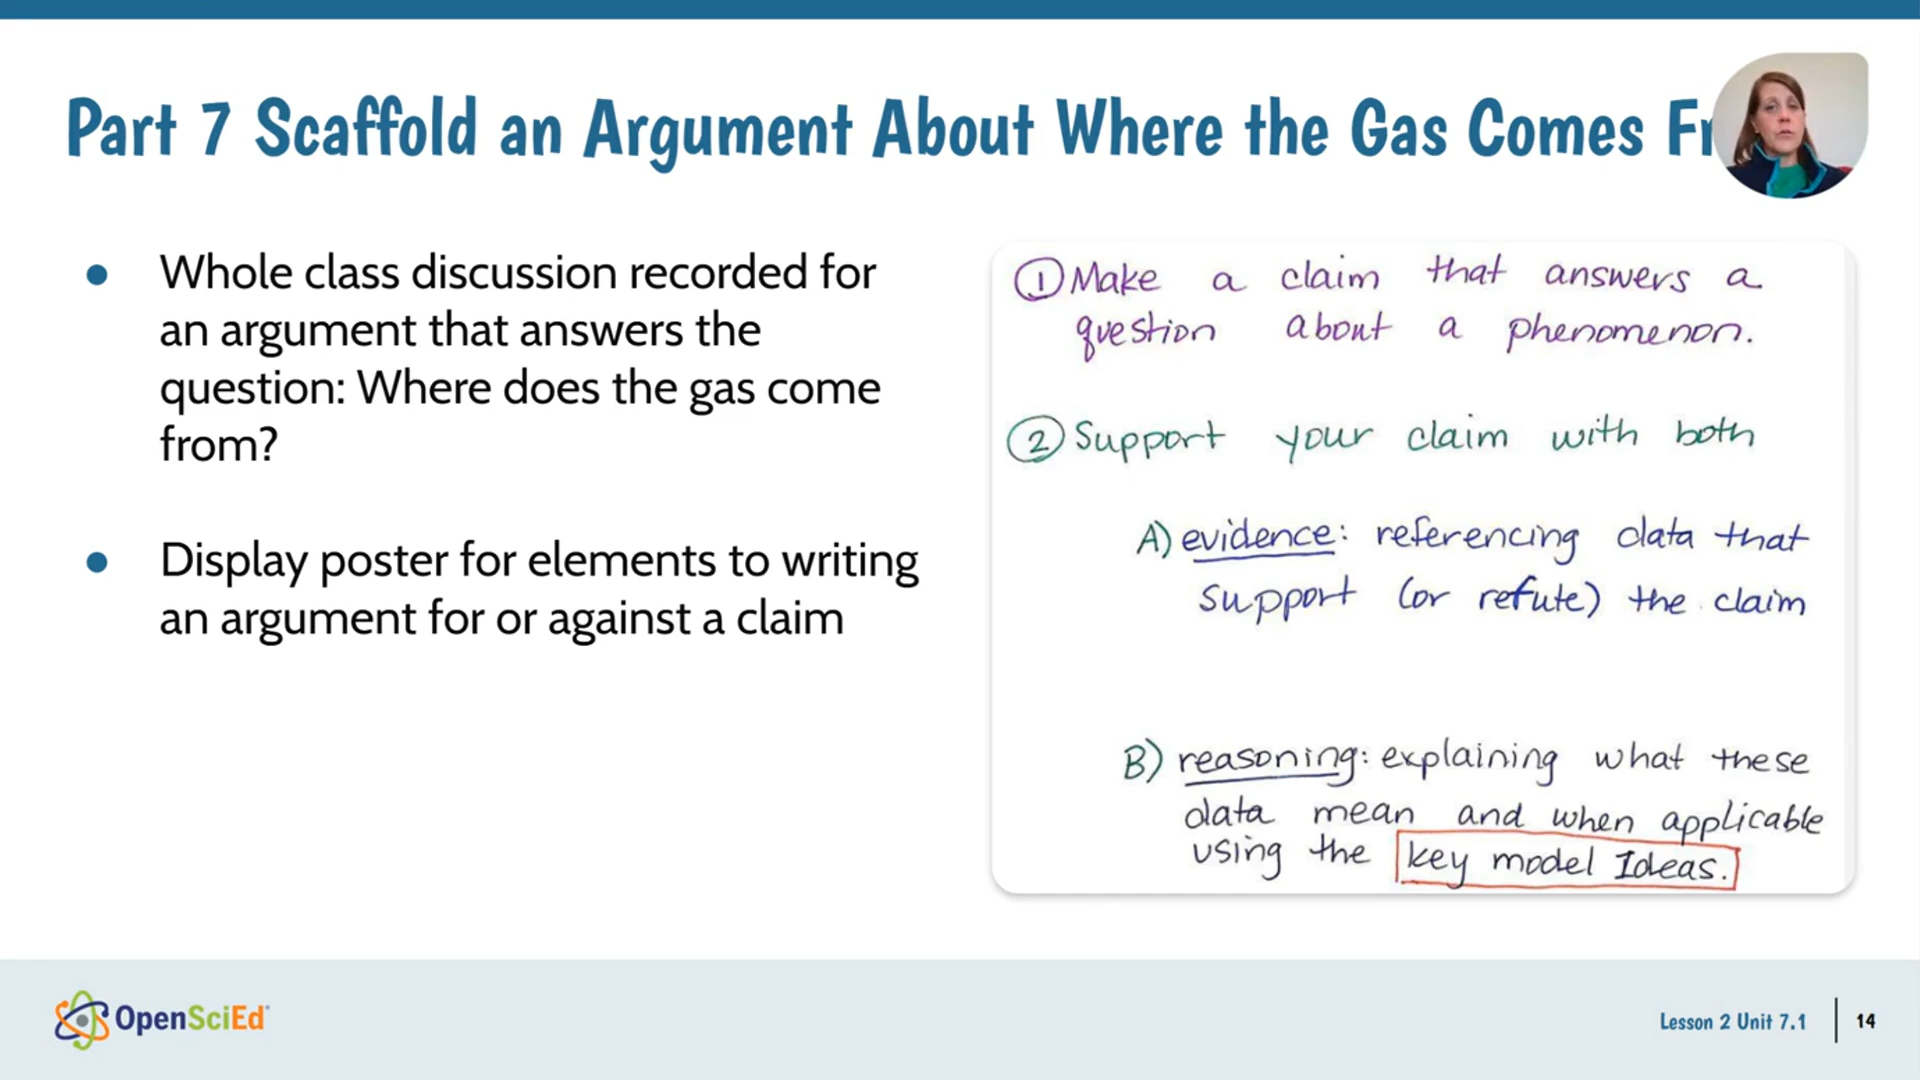 Part 7 Scaffold an Argument About Where the Gas Comes Fr
Whole class discussion recorded for
an argument that answers the
question: Where does the gas come
from?
Display poster for elements to writing
an argument for or against a claim
① Make a claim that answers a
question about a phenomenon.
② Support your claim with both
A) evidence: referencing data that
support (or refute) the claim
B) reasoning: explaining what these
data mean and when applicable
using the key model Ideas.
OpenSciEd
Lesson 2 Unit 7.1
14